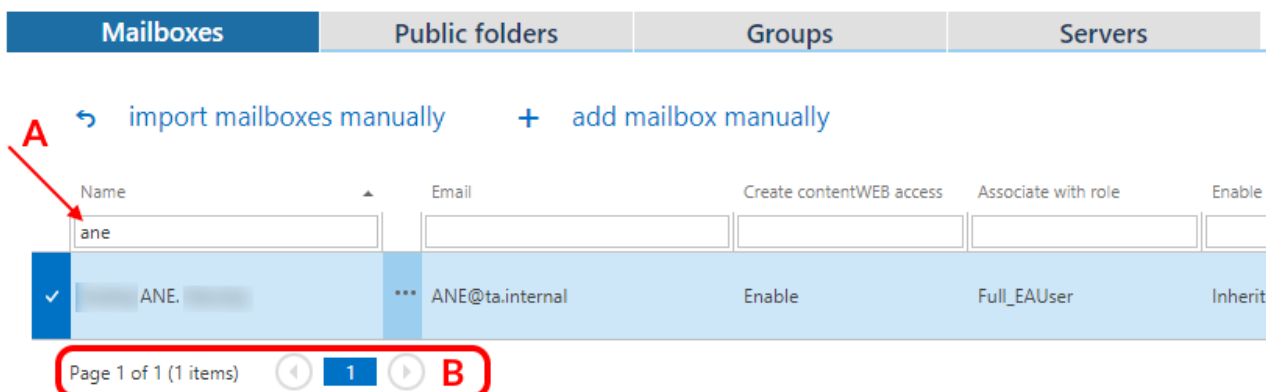 Mailboxes Public folders Groups Servers
import mailboxes manually + add mailbox manually
A
Name Email Create contentWEB access Associate with role Enable
ane
ANE. ... ANE@ta.internal Enable Full_EAUser Inherit
Page 1 of 1 (1 items) 1 B